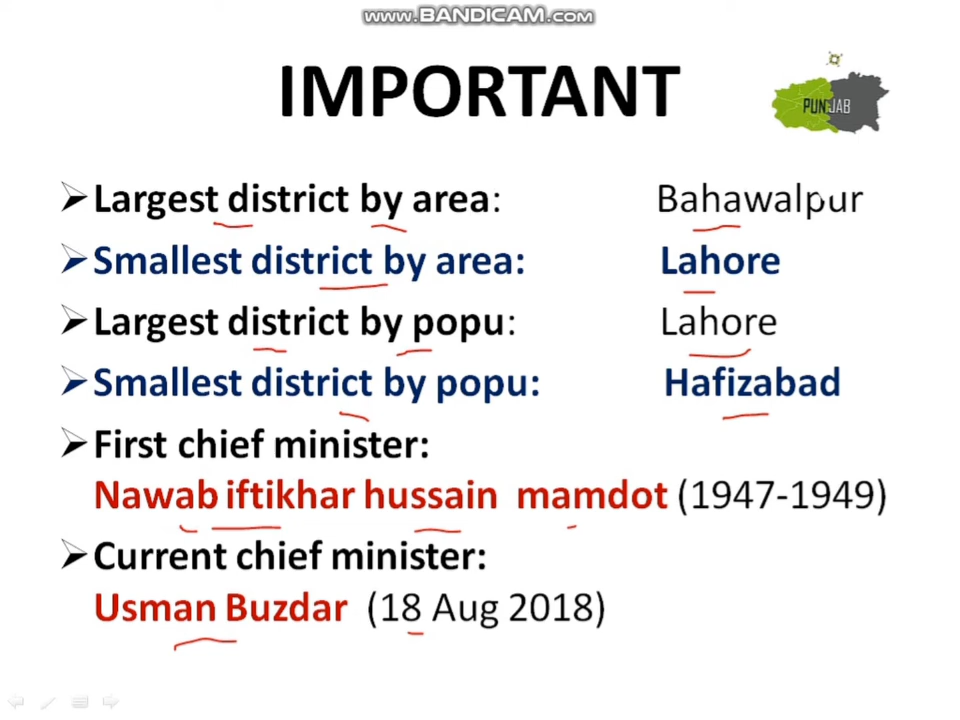 www.BANDICAM.com
IMPORTANT
PUNJAB
➢Largest district by area: Bahawalpur
➢Smallest district by area: Lahore
➢Largest district by popu: Lahore
➢Smallest district by popu: Hafizabad
➢First chief minister:
Nawab iftikhar hussain mamdot (1947-1949)
➢Current chief minister:
Usman Buzdar (18 Aug 2018)